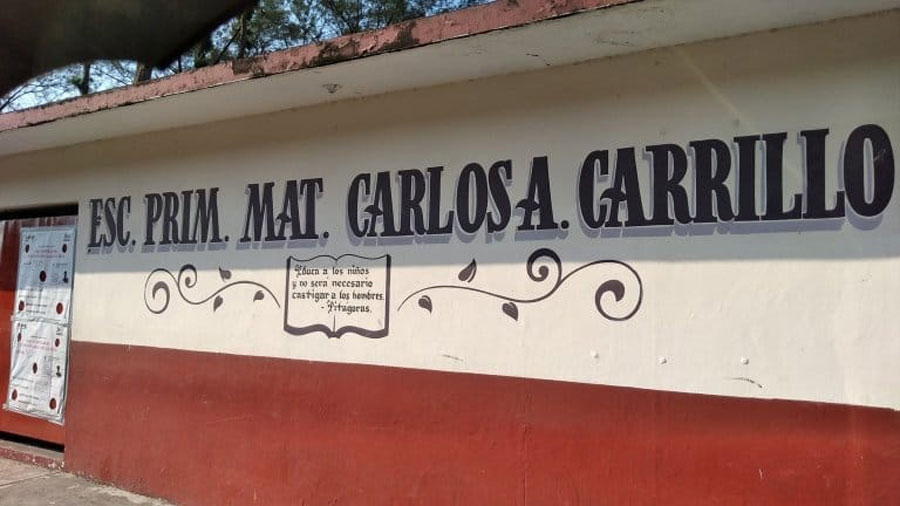 ESC. PRIM. MAT. CARLOS A. CARRILLO
Educa a los niños
y no será necesario
castigar a los hombres.
- Pitágoras.